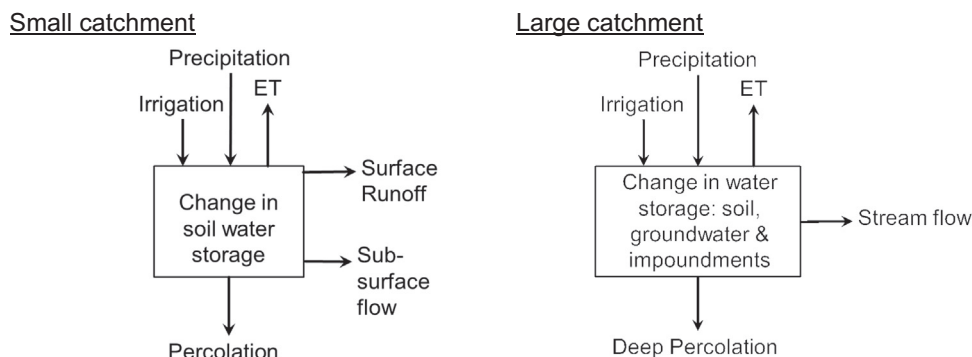 Small catchment
Precipitation
ET
Irrigation
Surface
Runoff
Change in
soil water
storage
Sub-
surface
flow
Percolation
Large catchment
Precipitation
ET
Irrigation
Change in water
storage: soil,
groundwater &
impoundments
Stream flow
Deep Percolation